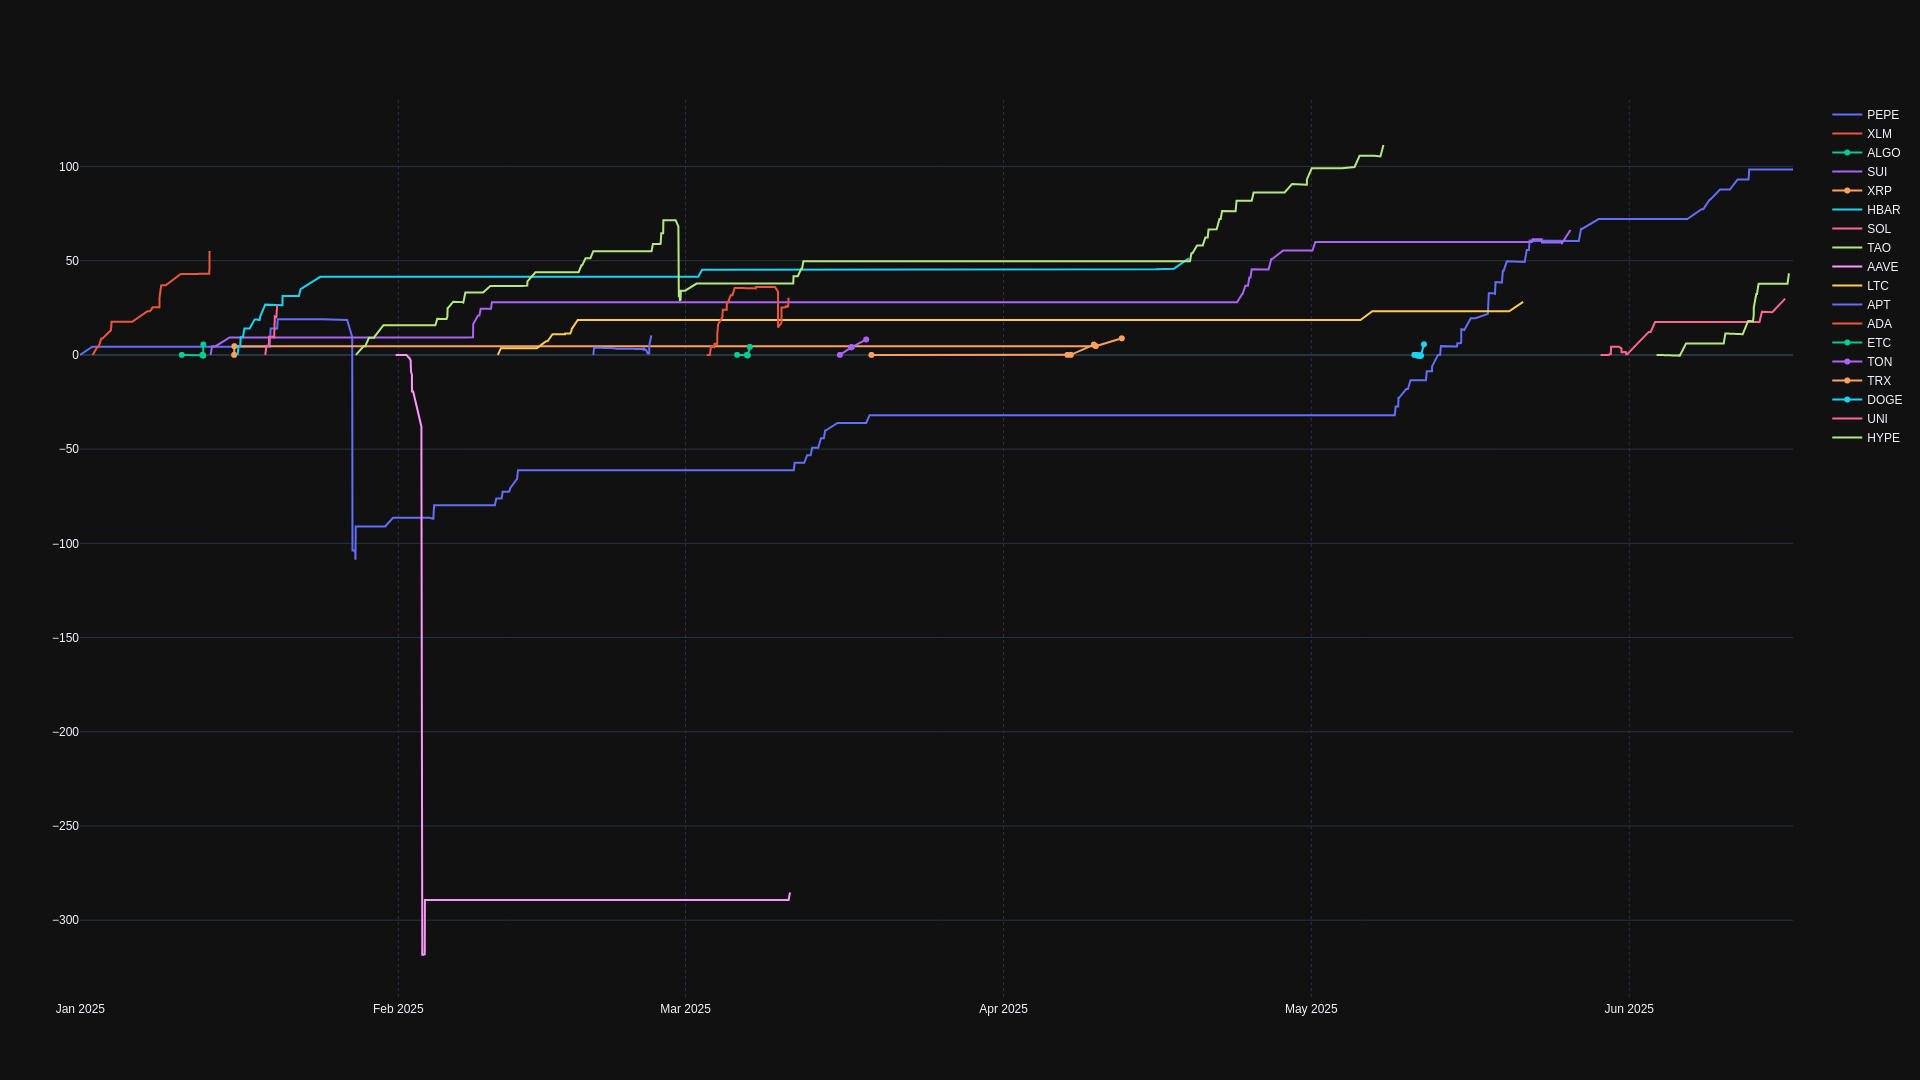 100
50
0
−50
−100
−150
−200
−250
−300
Jan 2025
Feb 2025
Mar 2025
Apr 2025
May 2025
Jun 2025
PEPE
XLM
ALGO
SUI
XRP
HBAR
SOL
TAO
AAVE
LTC
APT
ADA
ETC
TON
TRX
DOGE
UNI
HYPE